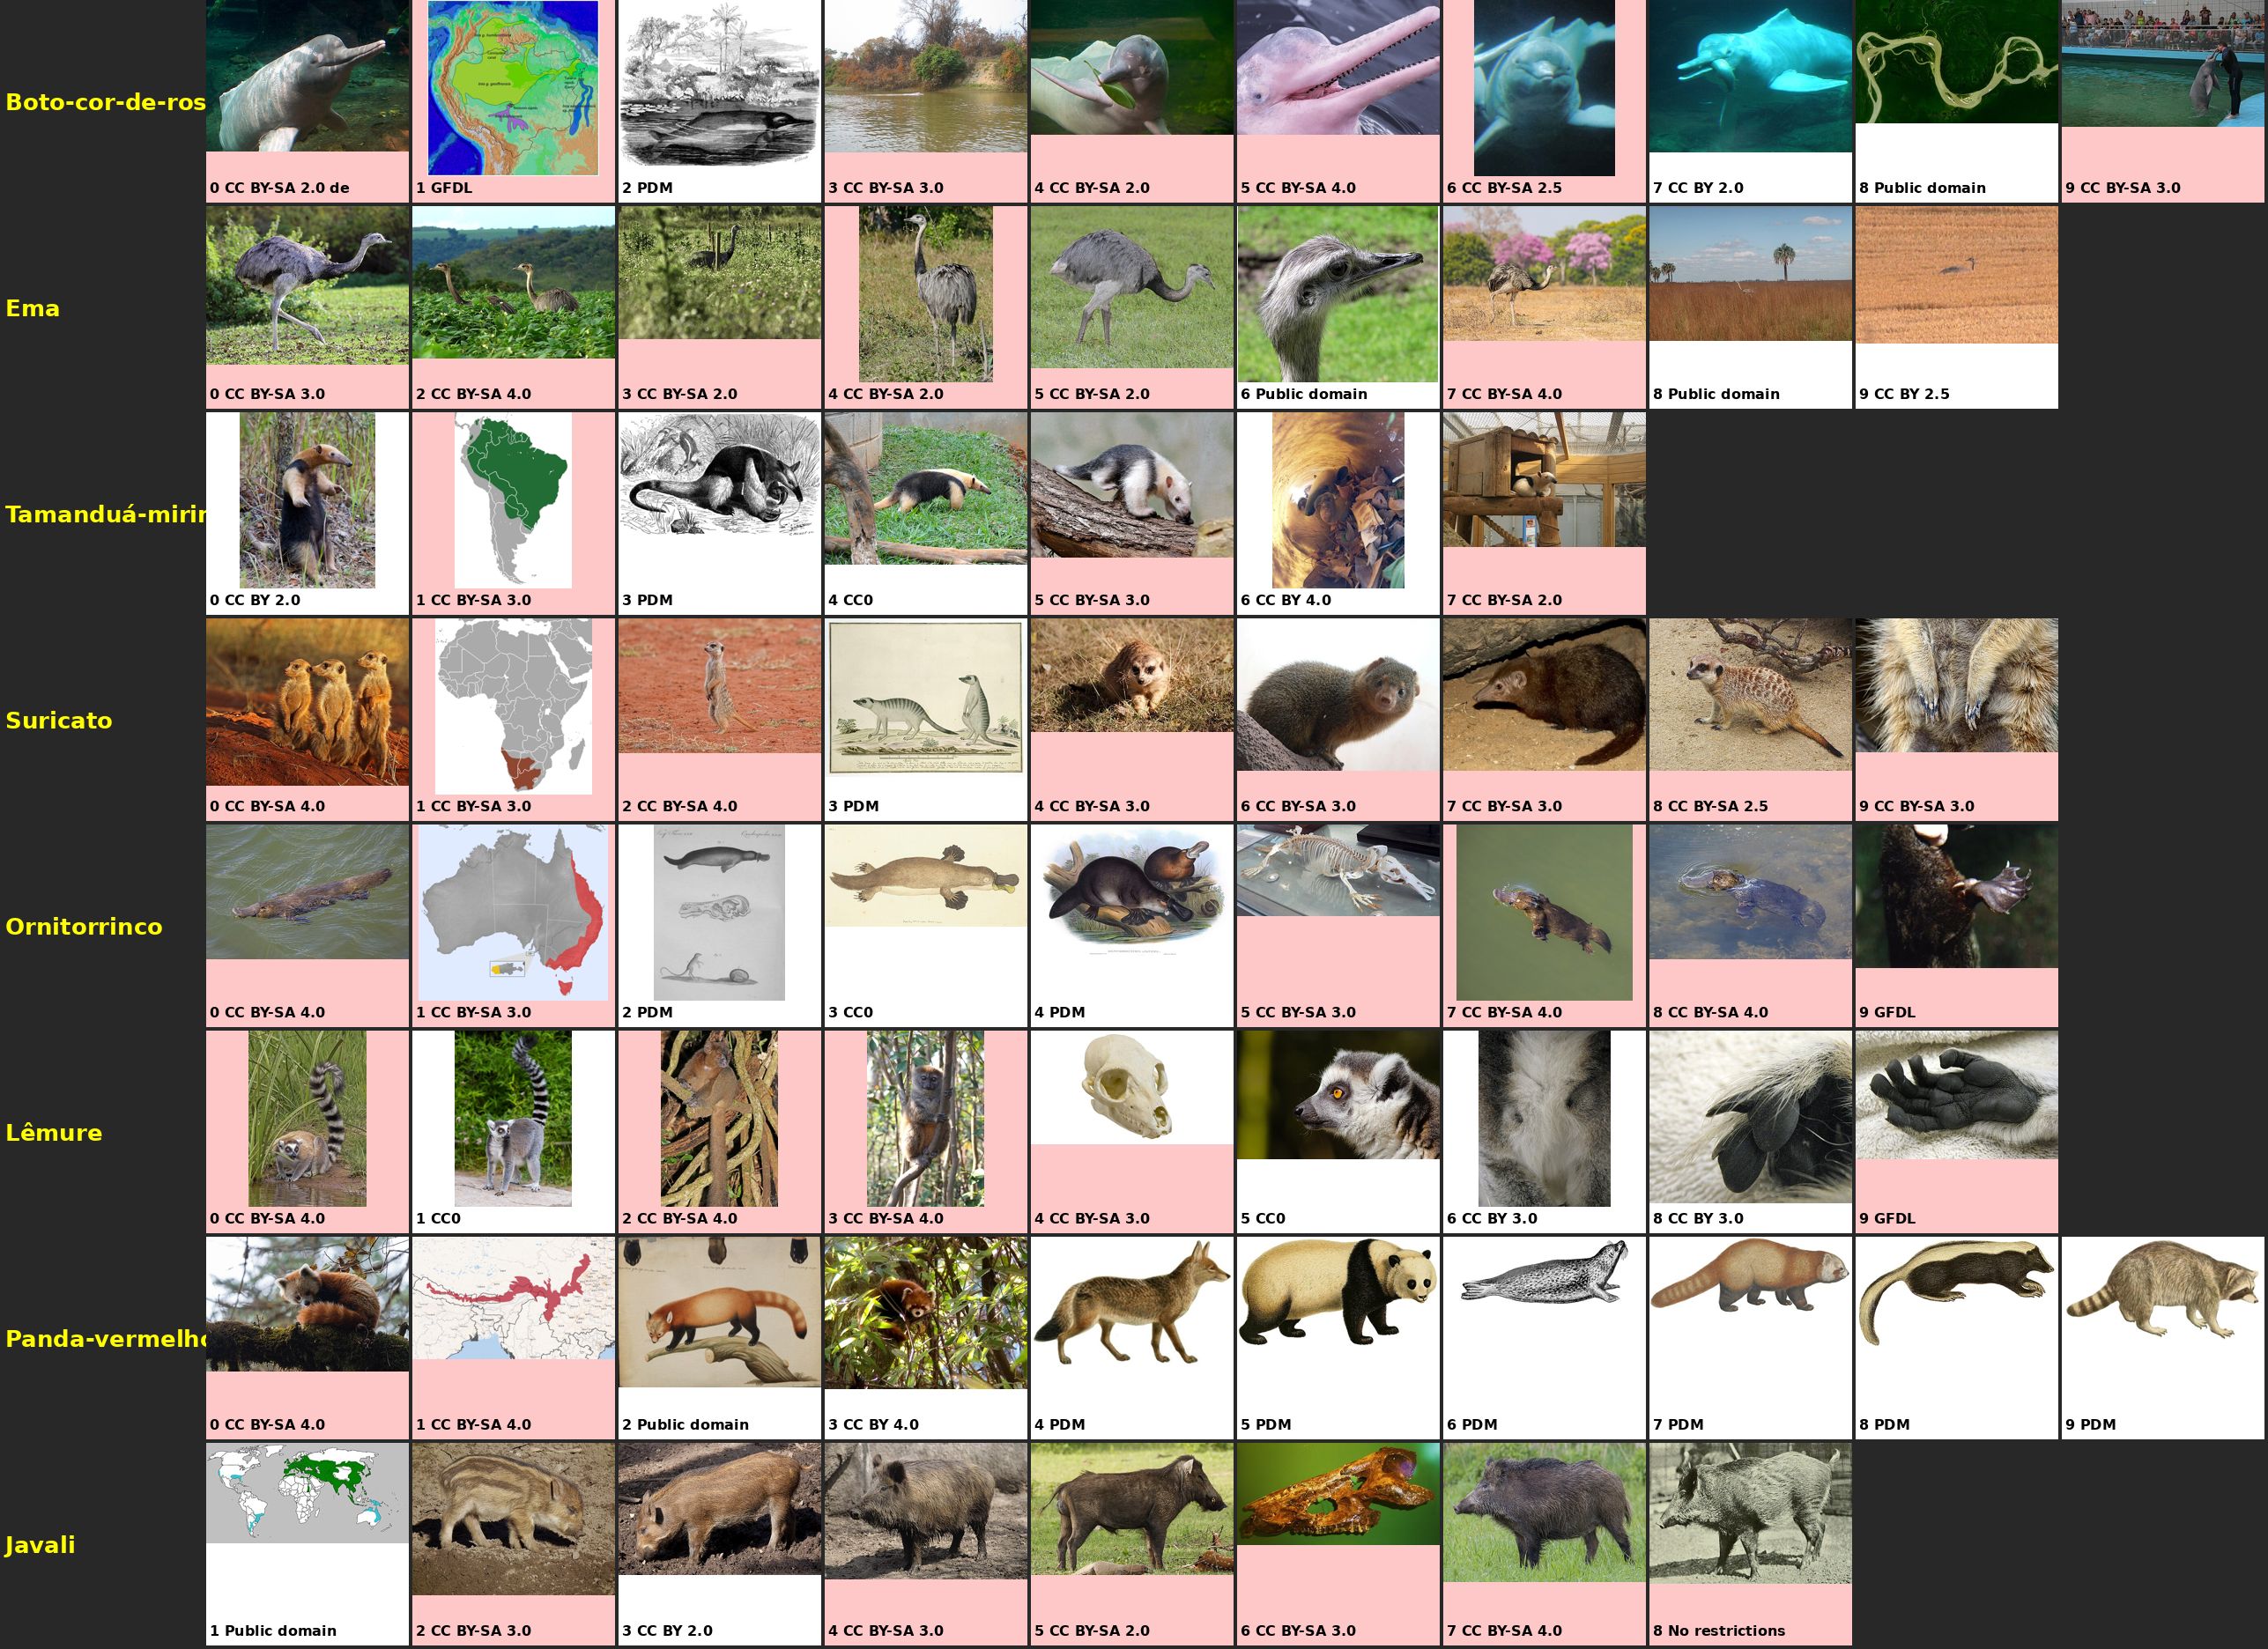 Boto-cor-de-ros
0 CC BY-SA 2.0 de
1 GFDL
2 PDM
3 CC BY-SA 3.0
4 CC BY-SA 2.0
5 CC BY-SA 4.0
6 CC BY-SA 2.5
7 CC BY 2.0
8 Public domain
9 CC BY-SA 3.0
Ema
0 CC BY-SA 3.0
2 CC BY-SA 4.0
3 CC BY-SA 2.0
4 CC BY-SA 2.0
5 CC BY-SA 2.0
6 Public domain
7 CC BY-SA 4.0
8 Public domain
9 CC BY 2.5
Tamanduá-mirir
0 CC BY 2.0
1 CC BY-SA 3.0
3 PDM
4 CC0
5 CC BY-SA 3.0
6 CC BY 4.0
7 CC BY-SA 2.0
Suricato
0 CC BY-SA 4.0
1 CC BY-SA 3.0
2 CC BY-SA 4.0
3 PDM
4 CC BY-SA 3.0
6 CC BY-SA 3.0
7 CC BY-SA 3.0
8 CC BY-SA 2.5
9 CC BY-SA 3.0
Ornitorrinco
0 CC BY-SA 4.0
1 CC BY-SA 3.0
2 PDM
3 CC0
4 PDM
5 CC BY-SA 3.0
7 CC BY-SA 4.0
8 CC BY-SA 4.0
9 GFDL
Lêmure
0 CC BY-SA 4.0
1 CC0
2 CC BY-SA 4.0
3 CC BY-SA 4.0
4 CC BY-SA 3.0
5 CC0
6 CC BY 3.0
8 CC BY 3.0
9 GFDL
Panda-vermelho
0 CC BY-SA 4.0
1 CC BY-SA 4.0
2 Public domain
3 CC BY 4.0
4 PDM
5 PDM
6 PDM
7 PDM
8 PDM
9 PDM
Javali
1 Public domain
2 CC BY-SA 3.0
3 CC BY 2.0
4 CC BY-SA 3.0
5 CC BY-SA 2.0
6 CC BY-SA 3.0
7 CC BY-SA 4.0
8 No restrictions